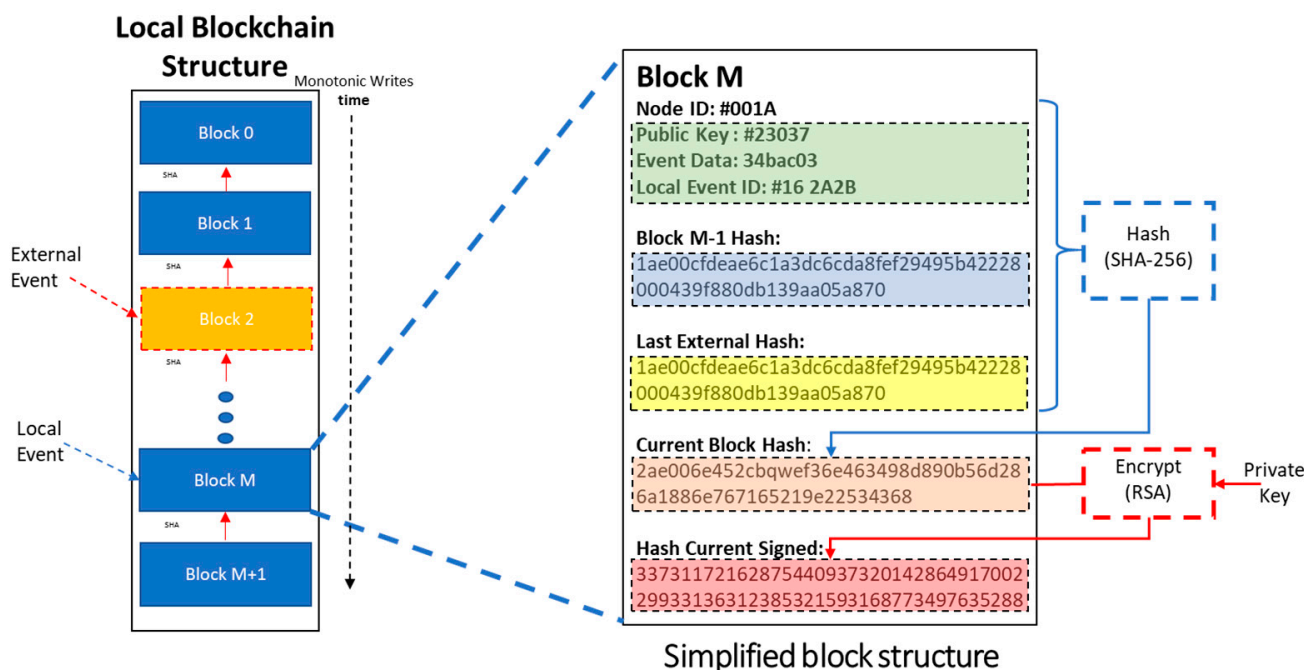 Local Blockchain
Structure
Monotonic Writes
time
Block 0
SHA
Block 1
SHA
External
Event
Block 2
SHA
Local
Event
Block M
SHA
Block M+1
Block M
Node ID: #001A
Public Key : #23037
Event Data: 34bac03
Local Event ID: #16 2A2B
Block M-1 Hash:
1ae00cfdeae6c1a3dc6cda8fef29495b42228
000439f880db139aa05a870
Last External Hash:
1ae00cfdeae6c1a3dc6cda8fef29495b42228
000439f880db139aa05a870
Current Block Hash:
2ae006e452cbqwef36e463498d890b56d28
6a1886e767165219e22534368
Hash Current Signed:
33731172162875440937320142864917002
29933136312385321593168773497635288
Hash
(SHA-256)
Encrypt
(RSA)
Private
Key
Simplified block structure